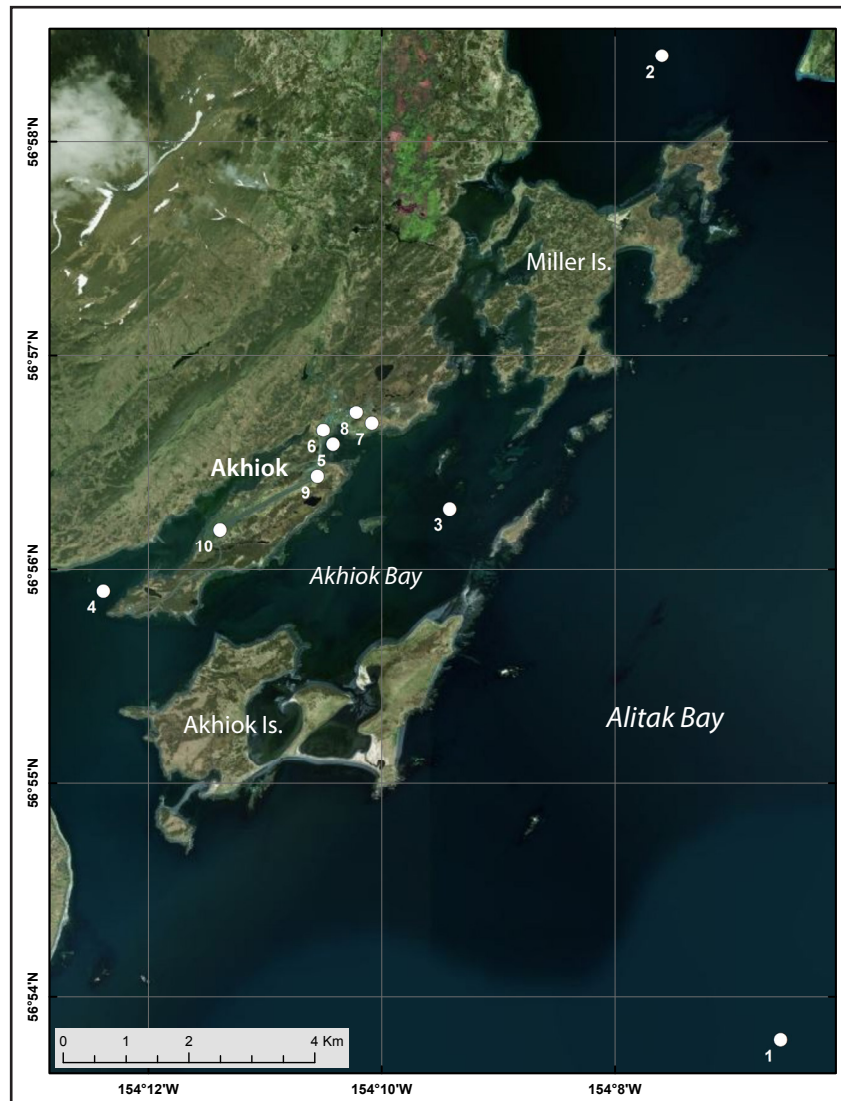 2
56°58'N
Miller Is.
56°57'N
8
7
6
5
Akhiok
9
3
10
56°56'N
Akhiok Bay
4
Akhiok Is.
Alitak Bay
56°55'N
56°54'N
0 1 2 4 Km
1
154°12'W 154°10'W 154°8'W